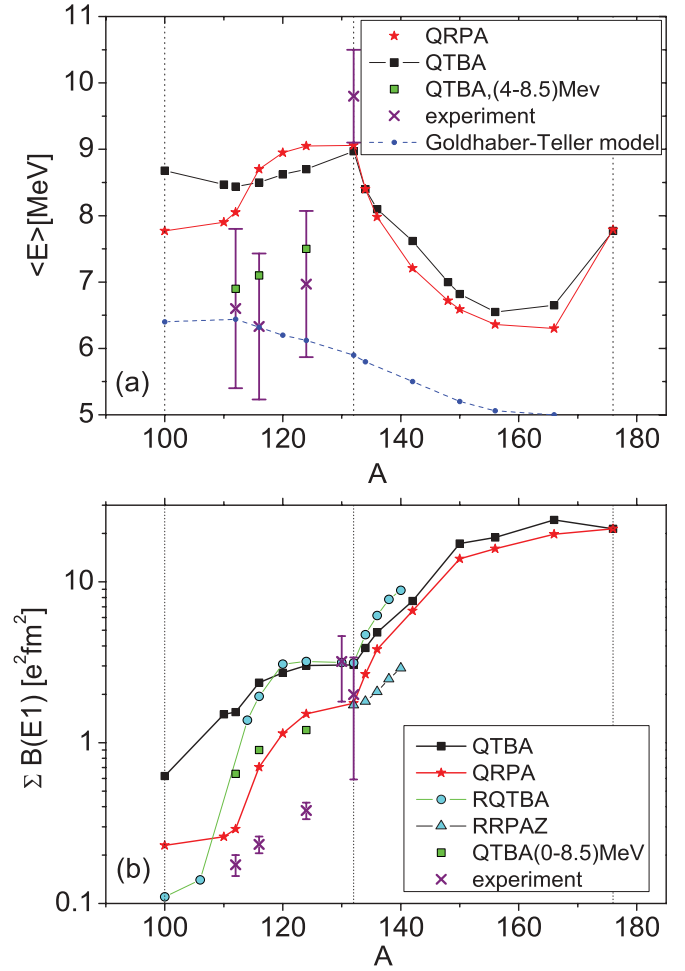 11
10
9
8
7
6
5
<E>[MeV]
QRPA
QTBA
QTBA,(4-8.5)Mev
experiment
Goldhaber-Teller model
(a)
100 120 140 160 180
A
10
1
0.1
Σ B(E1) [e²fm²]
QTBA
QRPA
RQTBA
RRPAZ
QTBA(0-8.5)MeV
experiment
(b)
100 120 140 160 180
A